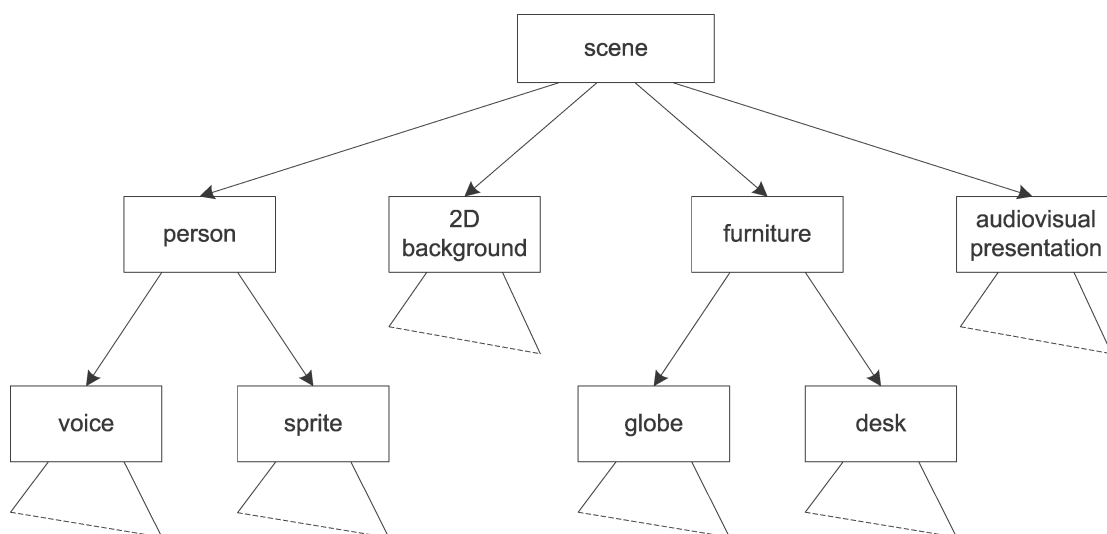 scene
person
2D
background
furniture
audiovisual
presentation
voice
sprite
globe
desk